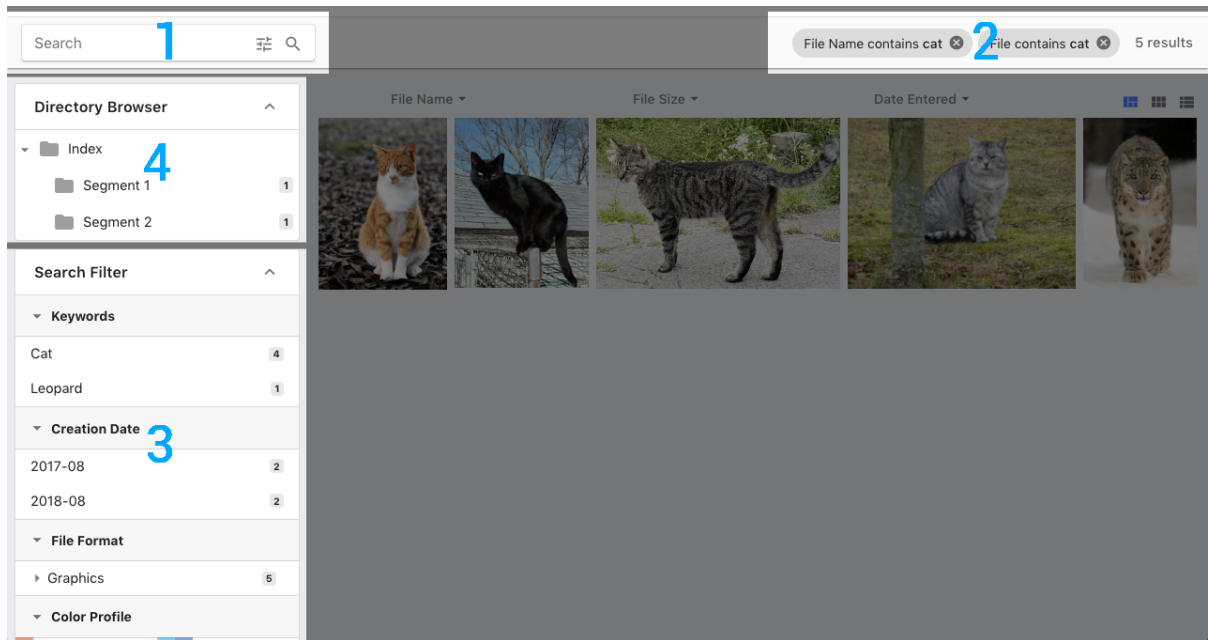 Search
1
File Name contains cat
2
File contains cat
5 results
Directory Browser
Index
4
Segment 1 1
Segment 2 1
File Name
File Size
Date Entered
Search Filter
Keywords
Cat 4
Leopard 1
Creation Date
3
2017-08 2
2018-08 2
File Format
Graphics 5
Color Profile